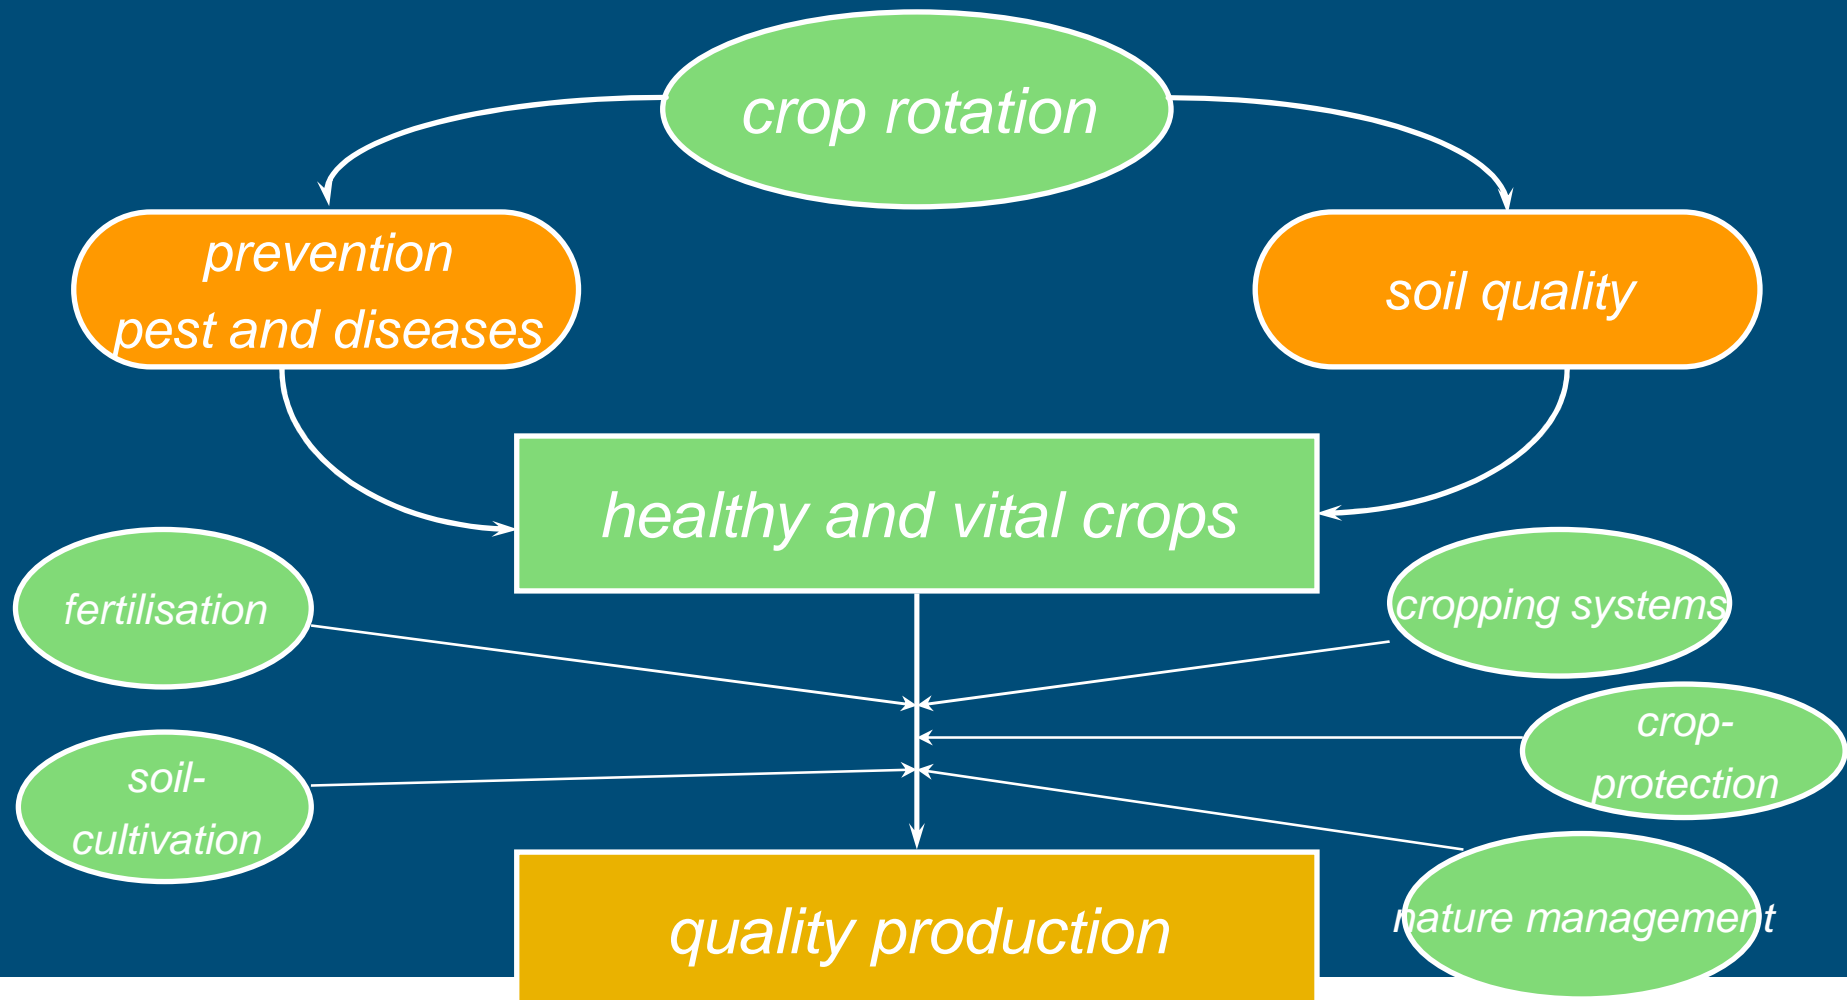 crop rotation
prevention
pest and diseases
soil quality
healthy and vital crops
fertilisation
cropping systems
crop-
protection
soil-
cultivation
nature management
quality production